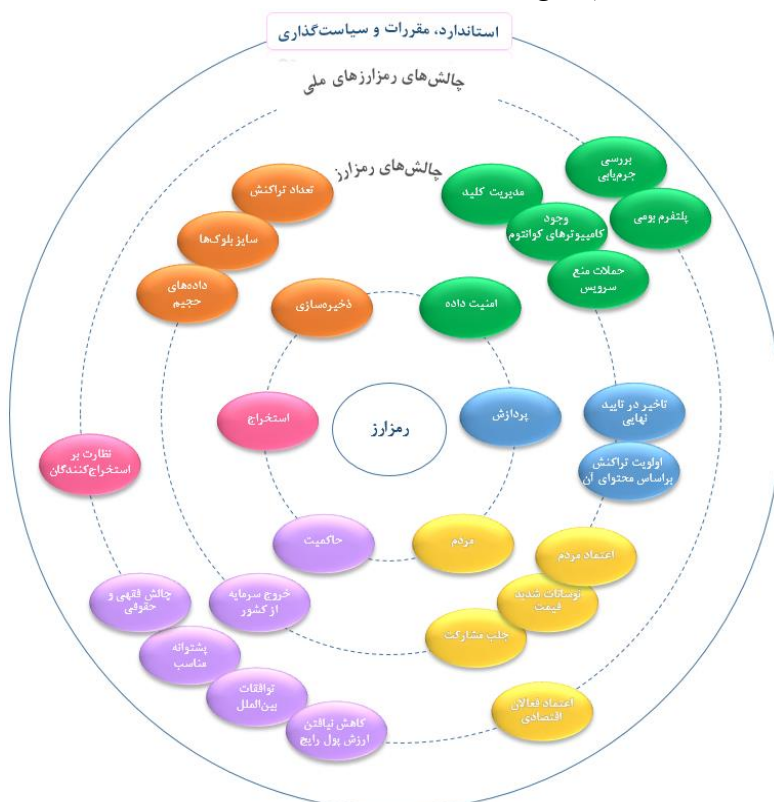 استاندارد، مقررات و سیاست‌گذاری
چالش‌های رمزارزهای ملی
چالش‌های رمزارز
بررسی
جرم‌یابی
پلتفرم بومی
مدیریت کلید
وجود
کامپیوترهای کوانتوم
حملات منع
سرویس
تعداد تراکنش
سایز بلوک‌ها
داده‌های
حجیم
ذخیره‌سازی
امنیت داده
استخراج
رمزارز
پردازش
تاخیر در تایید
نهایی
اولویت تراکنش
براساس محتوای آن
نظارت بر
استخراج‌کنندگان
حاکمیت
مردم
اعتماد مردم
نوسانات شدید
قیمت
جلب مشارکت
خروج سرمایه
از کشور
چالش فقهی و
حقوقی
پشتوانه
مناسب
توافقات
بین‌الملل
کاهش نیافتن
ارزش پول رایج
اعتماد فعالان
اقتصادی